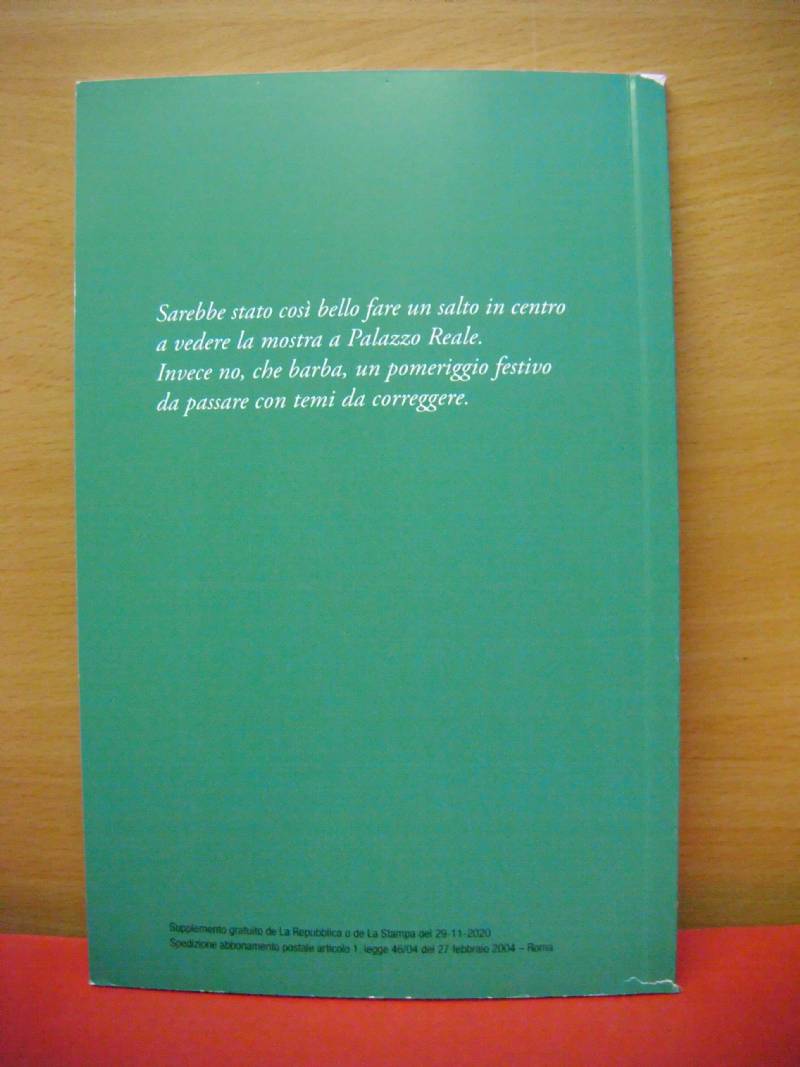 Sarebbe stato così bello fare un salto in centro
a vedere la mostra a Palazzo Reale.
Invece no, che barba, un pomeriggio festivo
da passare con temi da correggere.
Supplemento gratuito de La Repubblica o de La Stampa del 29-11-2020
Spedizione abbonamento postale articolo 1, legge 46/04 del 27 febbraio 2004 – Roma